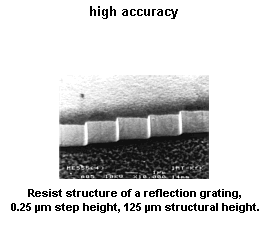 high accuracy
Resist structure of a reflection grating,
0.25 µm step height, 125 µm structural height.